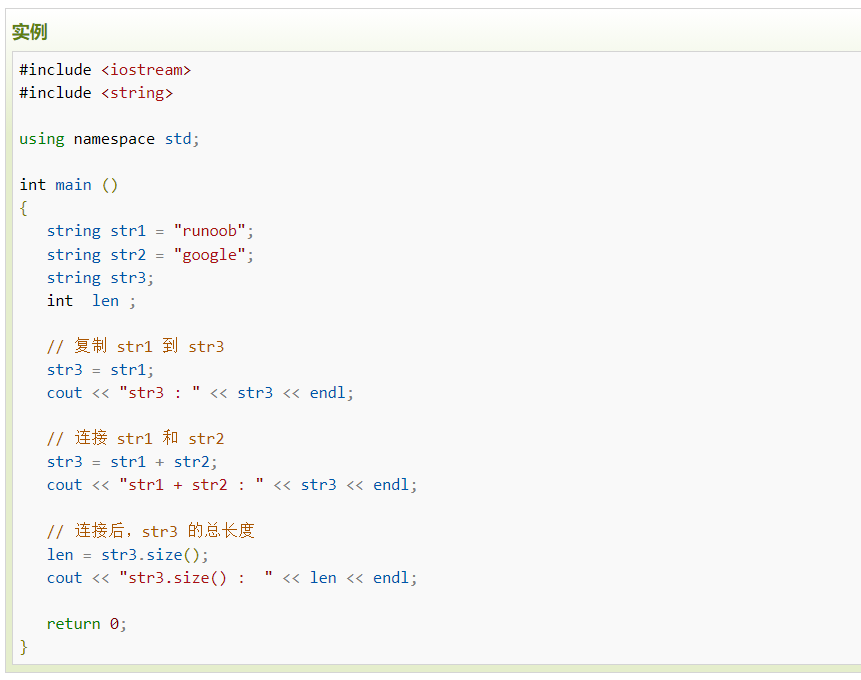 实例
#include <iostream>
#include <string>
using namespace std;
int main ()
{
string str1 = "runoob";
string str2 = "google";
string str3;
int  len ;
// 复制 str1 到 str3
str3 = str1;
cout << "str3 : " << str3 << endl;
// 连接 str1 和 str2
str3 = str1 + str2;
cout << "str1 + str2 : " << str3 << endl;
// 连接后，str3 的总长度
len = str3.size();
cout << "str3.size() :  " << len << endl;
return 0;
}